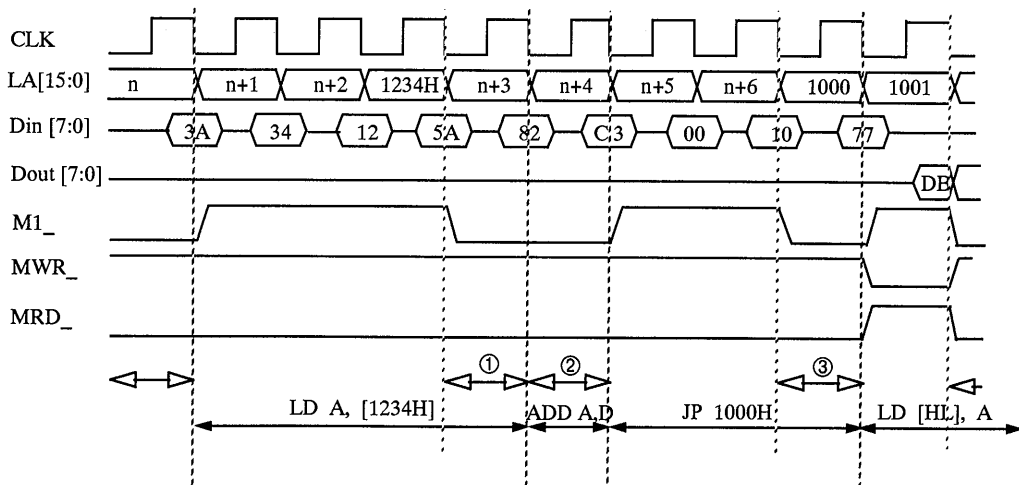 CLK
LA[15:0] n n+1 n+2 1234H n+3 n+4 n+5 n+6 1000 1001
Din [7:0] 3A 34 12 5A 82 C3 00 10 77
Dout [7:0] DB
M1_
MWR_
MRD_
① ② ③
LD A, [1234H] ADD A,D JP 1000H LD [HL], A